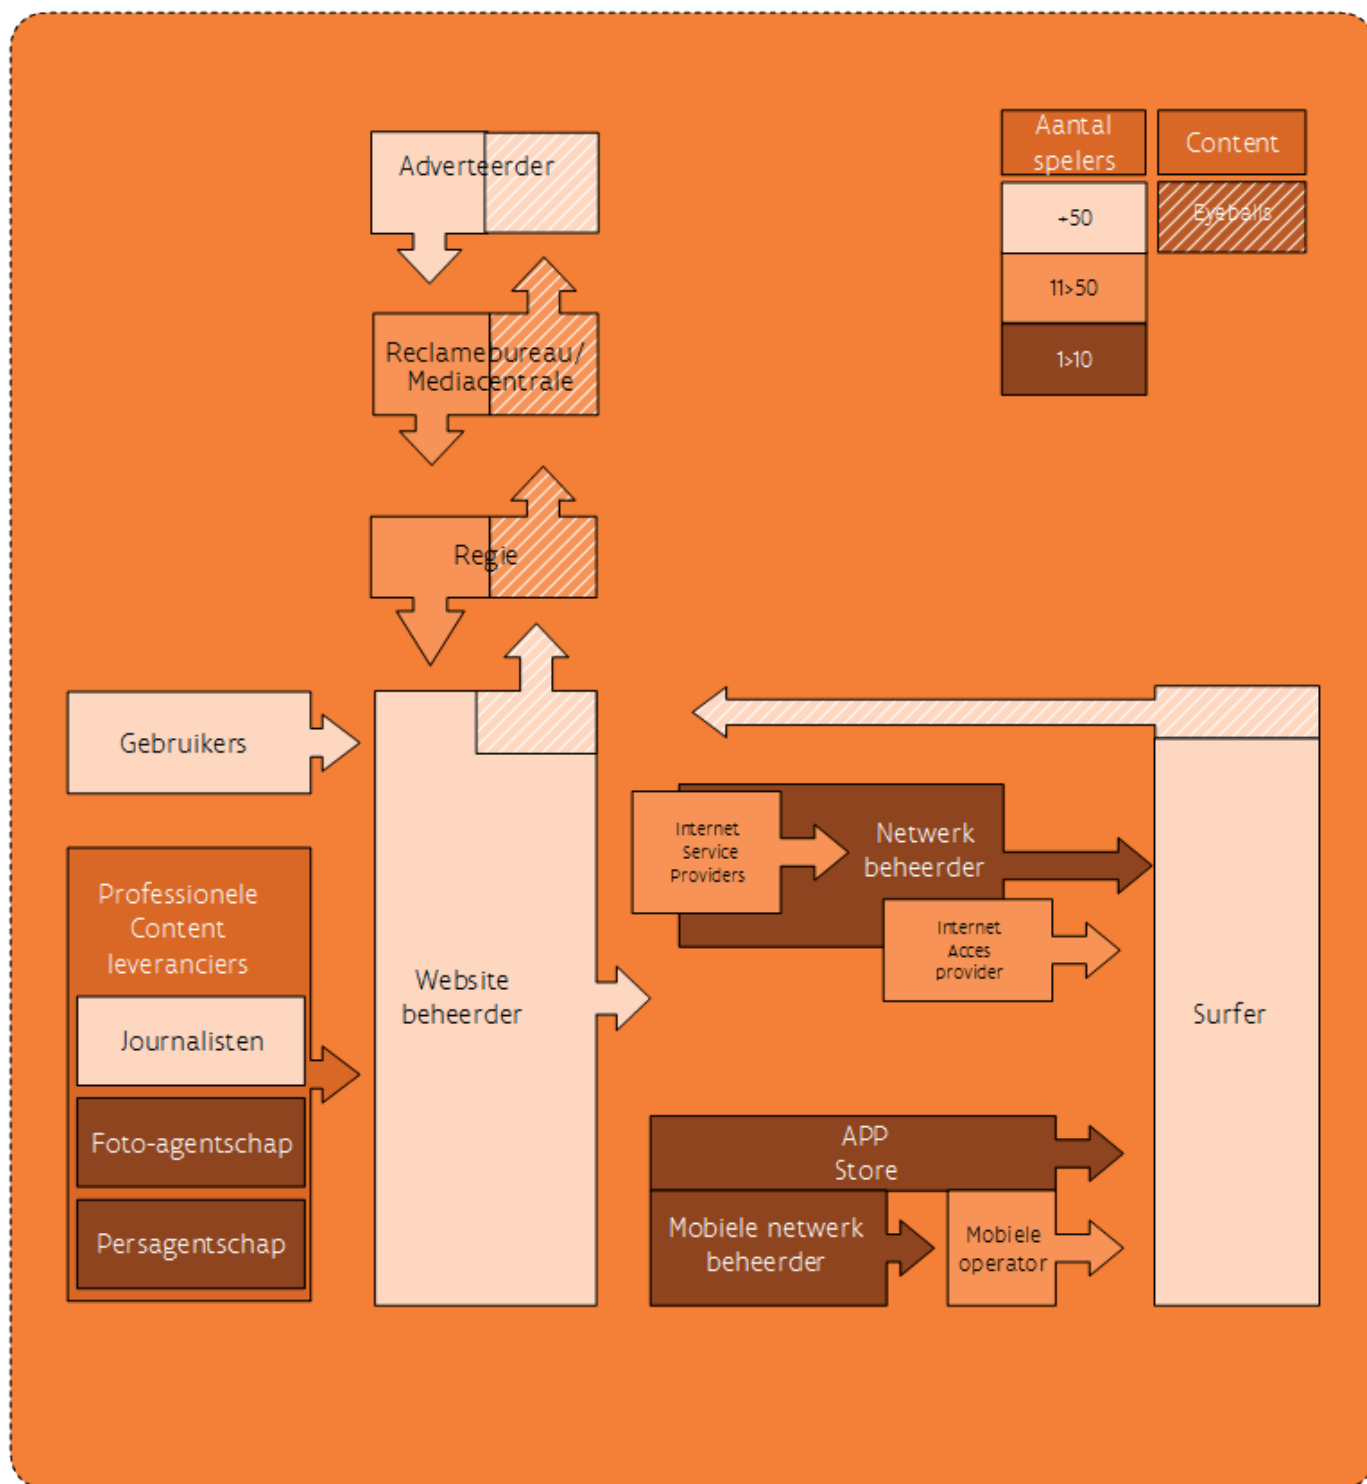 Adverteerder
Reclamebureau/
Mediacentrale
Regie
Aantal
spelers
+50
11>50
1>10
Content
Eyeballs
Gebruikers
Professionele
Content
leveranciers
Journalisten
Foto-agentschap
Persagentschap
Website
beheerder
Internet
Service
Providers
Netwerk
beheerder
Internet
Acces
provider
APP
Store
Mobiele netwerk
beheerder
Mobiele
operator
Surfer